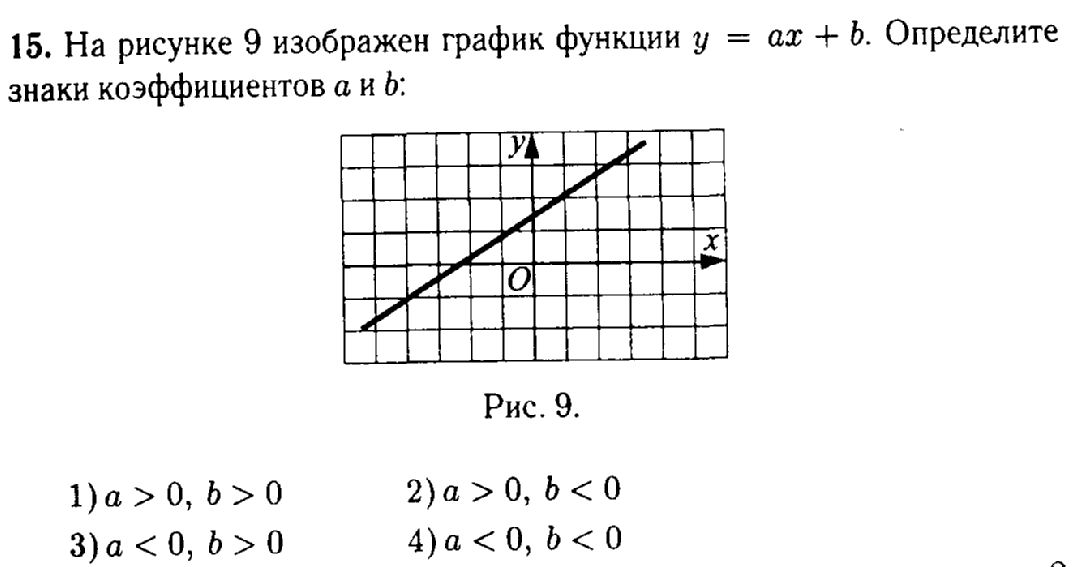 15. На рисунке 9 изображен график функции y = ax + b. Определите
знаки коэффициентов a и b:
y
x
O
Рис. 9.
1) a > 0, b > 0 2) a > 0, b < 0
3) a < 0, b > 0 4) a < 0, b < 0